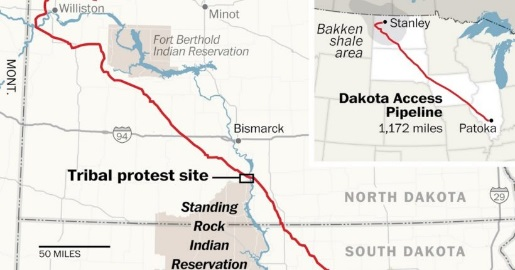 Williston
Minot
Fort Berthold
Indian Reservation
MONT.
94
Bismarck
Tribal protest site
Standing
Rock
Indian
Reservation
50 MILES
NORTH DAKOTA
SOUTH DAKOTA
29
Stanley
Bakken
shale
area
Dakota Access
Pipeline
1,172 miles
Patoka